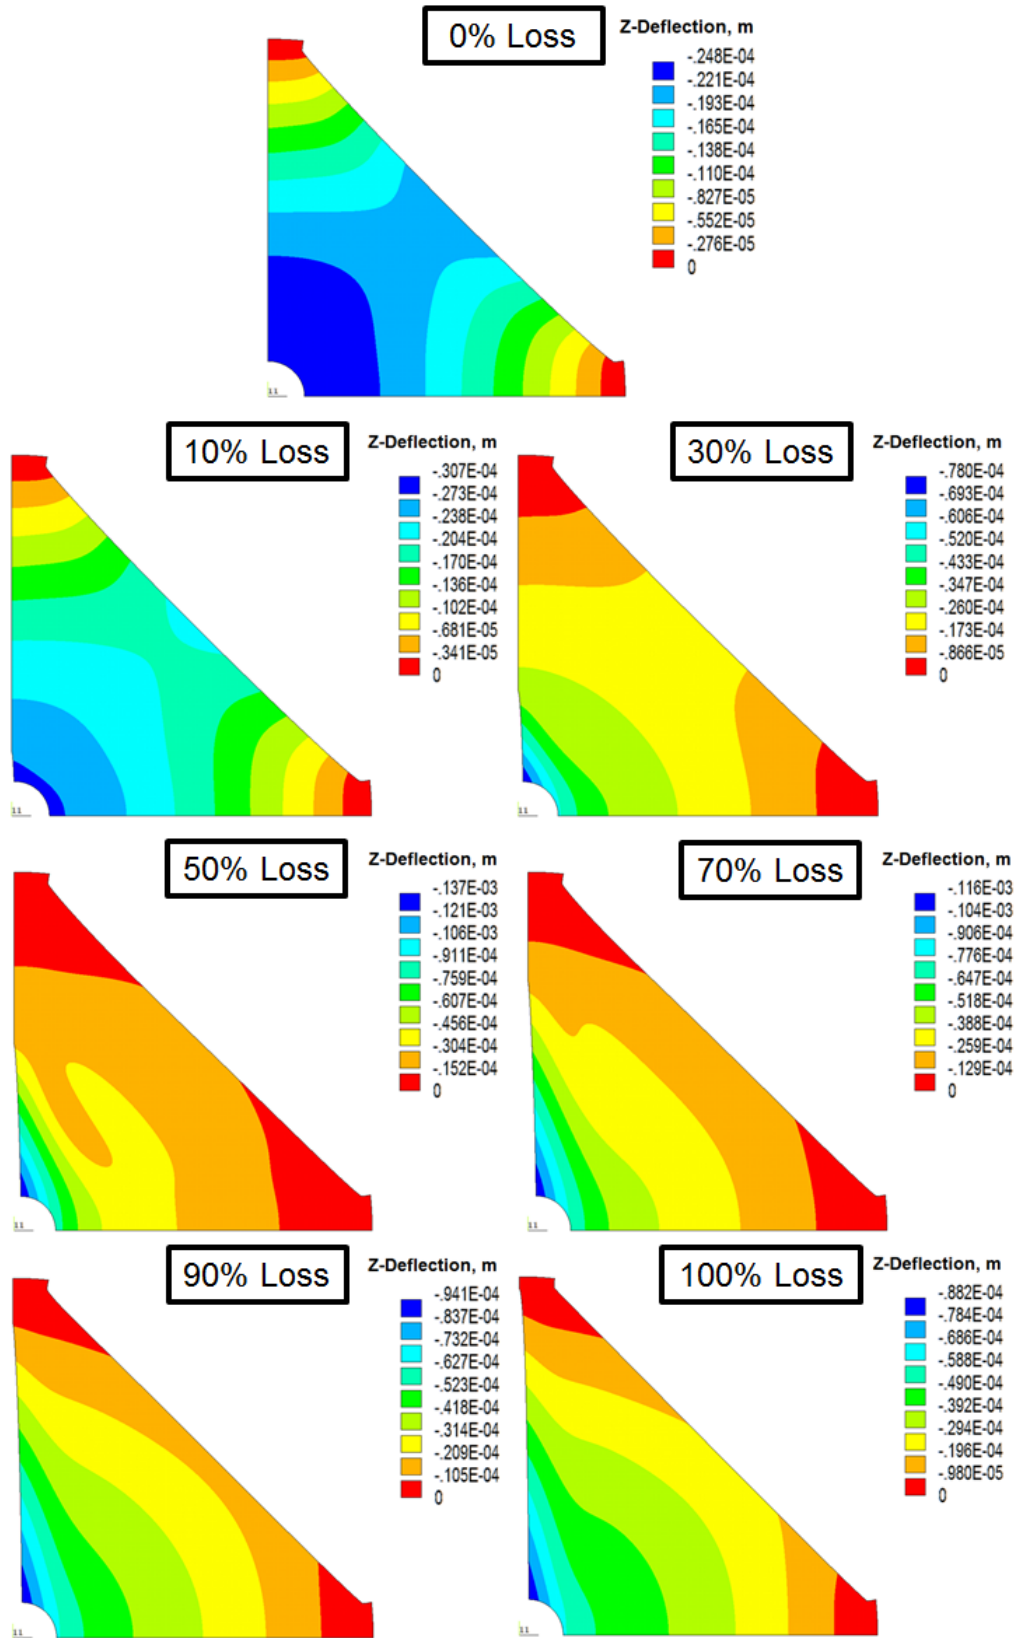 0% Loss
Z-Deflection, m
-.248E-04
-.221E-04
-.193E-04
-.165E-04
-.138E-04
-.110E-04
-.827E-05
-.552E-05
-.276E-05
0
11
10% Loss
Z-Deflection, m
-.307E-04
-.273E-04
-.238E-04
-.204E-04
-.170E-04
-.136E-04
-.102E-04
-.681E-05
-.341E-05
0
11
30% Loss
Z-Deflection, m
-.780E-04
-.693E-04
-.606E-04
-.520E-04
-.433E-04
-.347E-04
-.260E-04
-.173E-04
-.866E-05
0
11
50% Loss
Z-Deflection, m
-.137E-03
-.121E-03
-.106E-03
-.911E-04
-.759E-04
-.607E-04
-.456E-04
-.304E-04
-.152E-04
0
11
70% Loss
Z-Deflection, m
-.116E-03
-.104E-03
-.906E-04
-.776E-04
-.647E-04
-.518E-04
-.388E-04
-.259E-04
-.129E-04
0
11
90% Loss
Z-Deflection, m
-.941E-04
-.837E-04
-.732E-04
-.627E-04
-.523E-04
-.418E-04
-.314E-04
-.209E-04
-.105E-04
0
11
100% Loss
Z-Deflection, m
-.882E-04
-.784E-04
-.686E-04
-.588E-04
-.490E-04
-.392E-04
-.294E-04
-.196E-04
-.980E-05
0
11